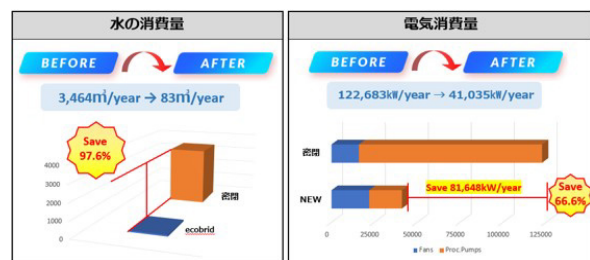 水の消費量
BEFORE
AFTER
3,464㎥/year → 83㎥/year
Save
97.6%
4000
3000
2000
1000
0
密閉
ecobrid
電気消費量
BEFORE
AFTER
122,683kW/year → 41,035kW/year
密閉
NEW
Save 81,648kW/year
Save
66.6%
0
25000
50000
75000
100000
125000
Fans
Proc.Pumps